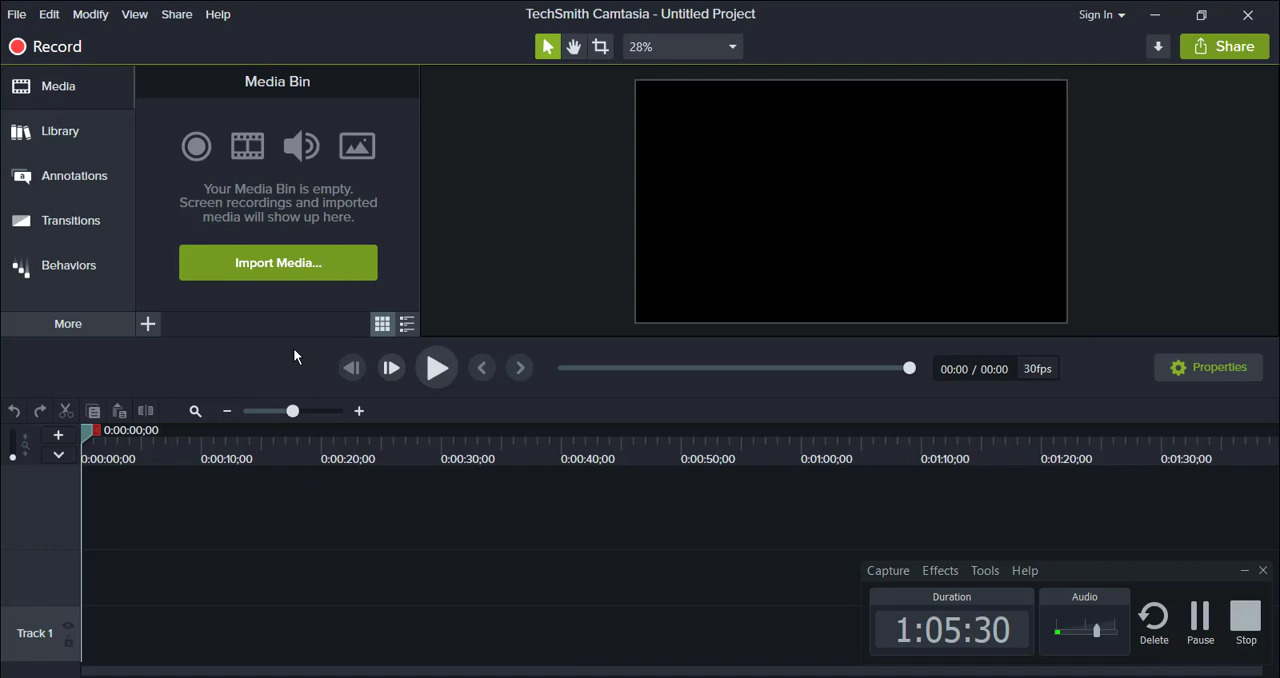 File Edit Modify View Share Help
TechSmith Camtasia - Untitled Project
Sign In
Record
28%
Share
Media
Library
Annotations
Transitions
Behaviors
More
Media Bin
Your Media Bin is empty.
Screen recordings and imported
media will show up here.
Import Media...
00:00 / 00:00 30fps
Properties
0:00:00;00
0:00:00;00 0:00:10;00 0:00:20;00 0:00:30;00 0:00:40;00 0:00:50;00 0:01:00;00 0:01:10;00 0:01:20;00 0:01:30;00
Track 1
Capture Effects Tools Help
Duration
1:05:30
Audio
Delete
Pause
Stop